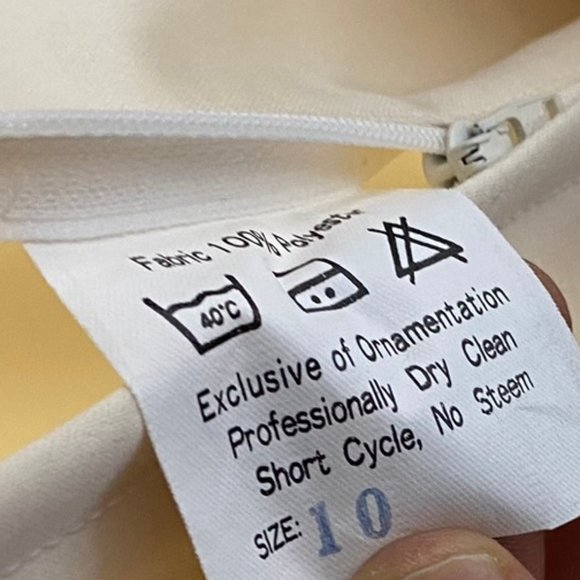 Fabric 100% Polyester
40°C
Exclusive of Ornamentation
Professionally Dry Clean
Short Cycle, No Steem
SIZE: 10